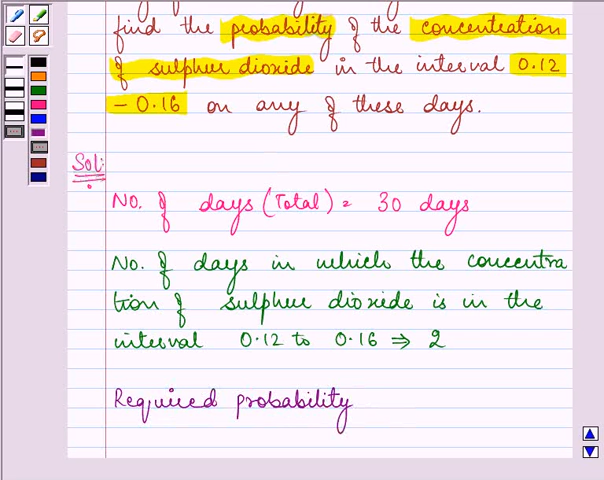 find the probability of the concentration
of sulphur dioxide in the interval 0.12
- 0.16 on any of these days.
Sol:
No. of days (Total) = 30 days
No. of days in which the concentra
tion of sulphur dioxide is in the
interval 0.12 to 0.16 ⇒ 2
Required probability